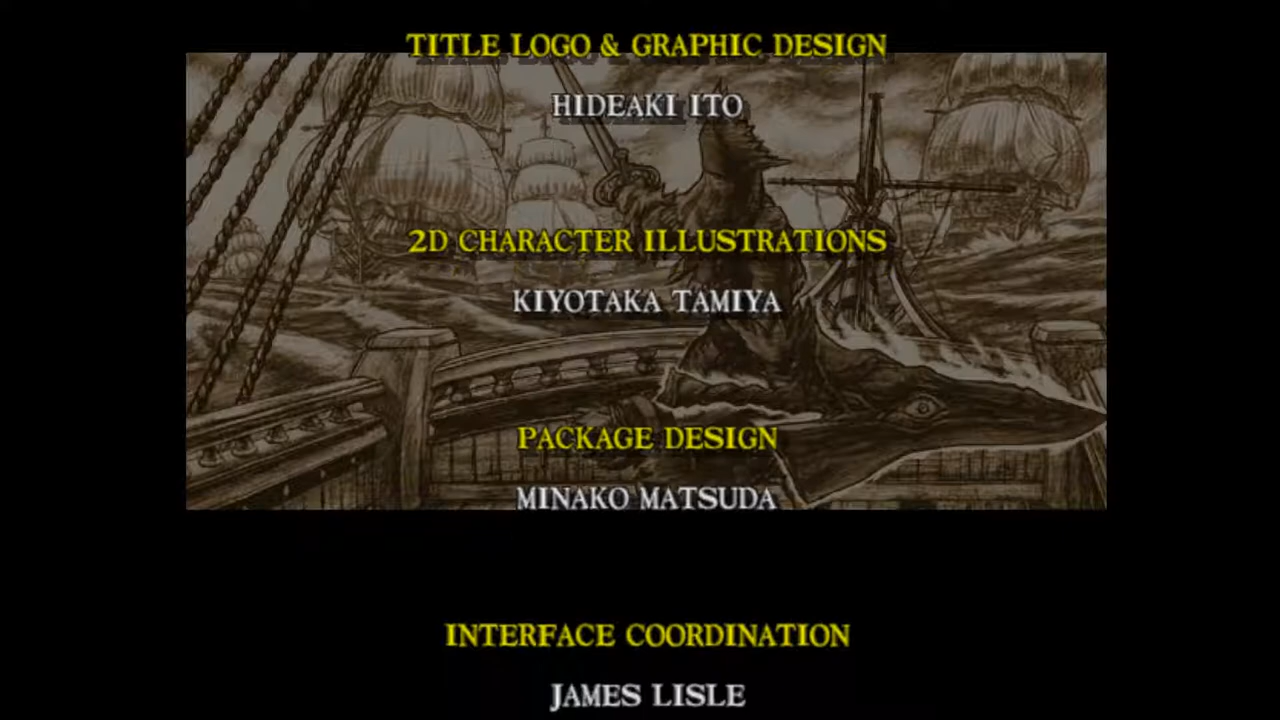 TITLE LOGO & GRAPHIC DESIGN
HIDEAKI ITO
2D CHARACTER ILLUSTRATIONS
KIYOTAKA TAMIYA
PACKAGE DESIGN
MINAKO MATSUDA
INTERFACE COORDINATION
JAMES LISLE